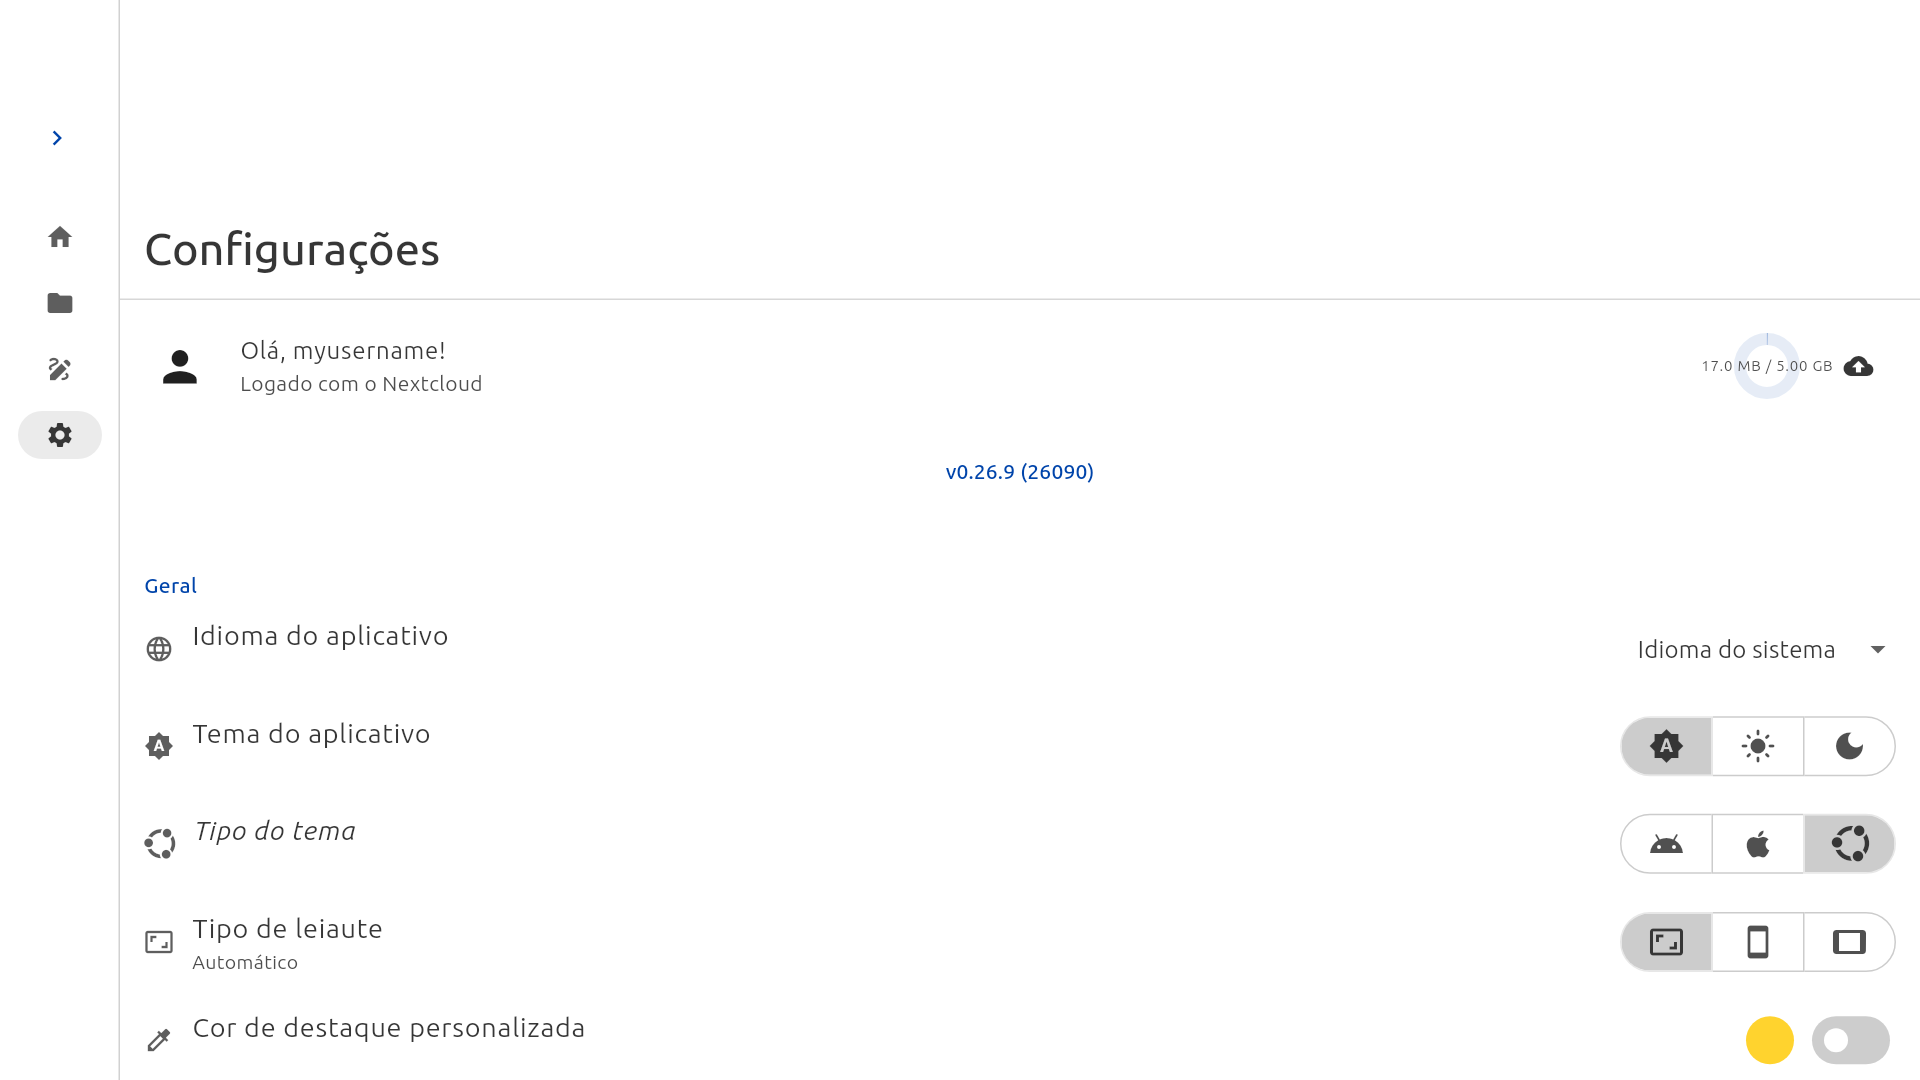 Configurações
Olá, myusername!
Logado com o Nextcloud
17.0 MB / 5.00 GB
v0.26.9 (26090)
Geral
Idioma do aplicativo
Idioma do sistema
Tema do aplicativo
Tipo do tema
Tipo de leiaute
Automático
Cor de destaque personalizada